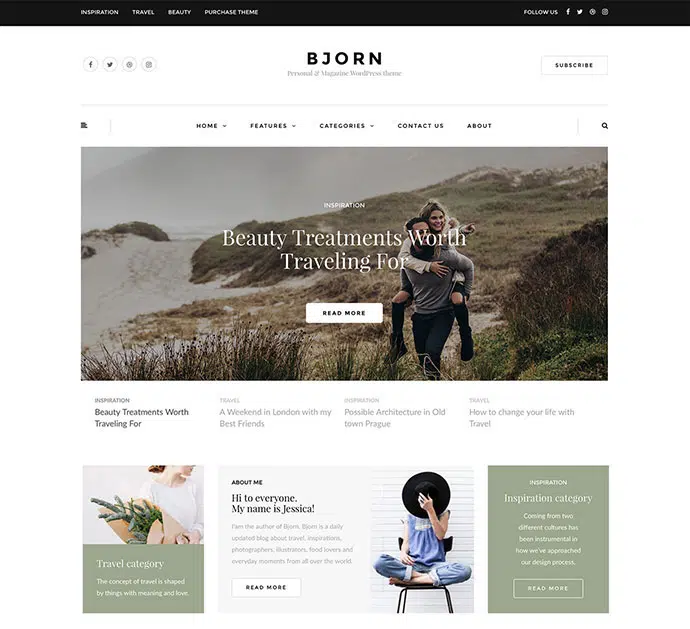 INSPIRATION TRAVEL BEAUTY PURCHASE THEME FOLLOW US
BJORN
Personal & Magazine WordPress theme
SUBSCRIBE
HOME FEATURES CATEGORIES CONTACT US ABOUT
INSPIRATION
Beauty Treatments Worth
Traveling For
READ MORE
INSPIRATION
Beauty Treatments Worth
Traveling For
TRAVEL
A Weekend in London with my
Best Friends
INSPIRATION
Possible Architecture in Old
town Prague
TRAVEL
How to change your life with
Travel
Travel category
The concept of travel is shaped
by things with meaning and love.
ABOUT ME
Hi to everyone.
My name is Jessica!
I'am the author of Bjorn. Bjorn is a daily
updated blog about travel, inspirations,
photographers, illustrators, food lovers and
everyday moments from all over the world.
READ MORE
INSPIRATION
Inspiration category
Coming from two
different cultures has
been instrumental in
how we've approached
our design process.
READ MORE